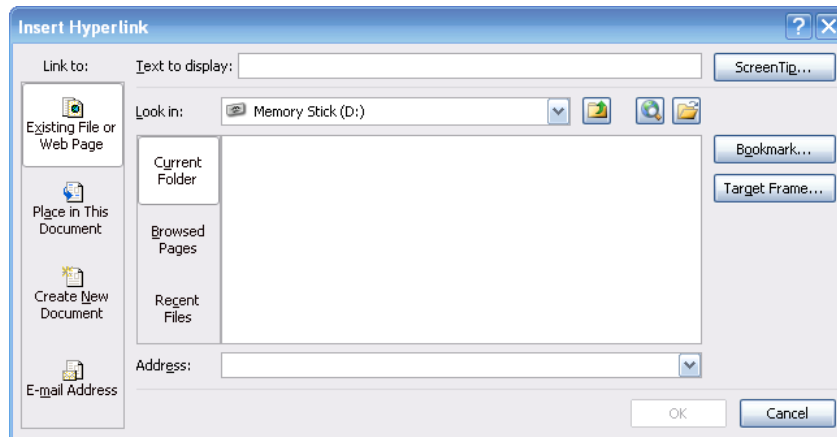 Insert Hyperlink
Link to:
Text to display:
ScreenTip...
Existing File or
Web Page
Look in:
Memory Stick (D:)
Place in This
Document
Create New
Document
E-mail Address
Current
Folder
Browsed
Pages
Recent
Files
Bookmark...
Target Frame...
Address:
OK
Cancel